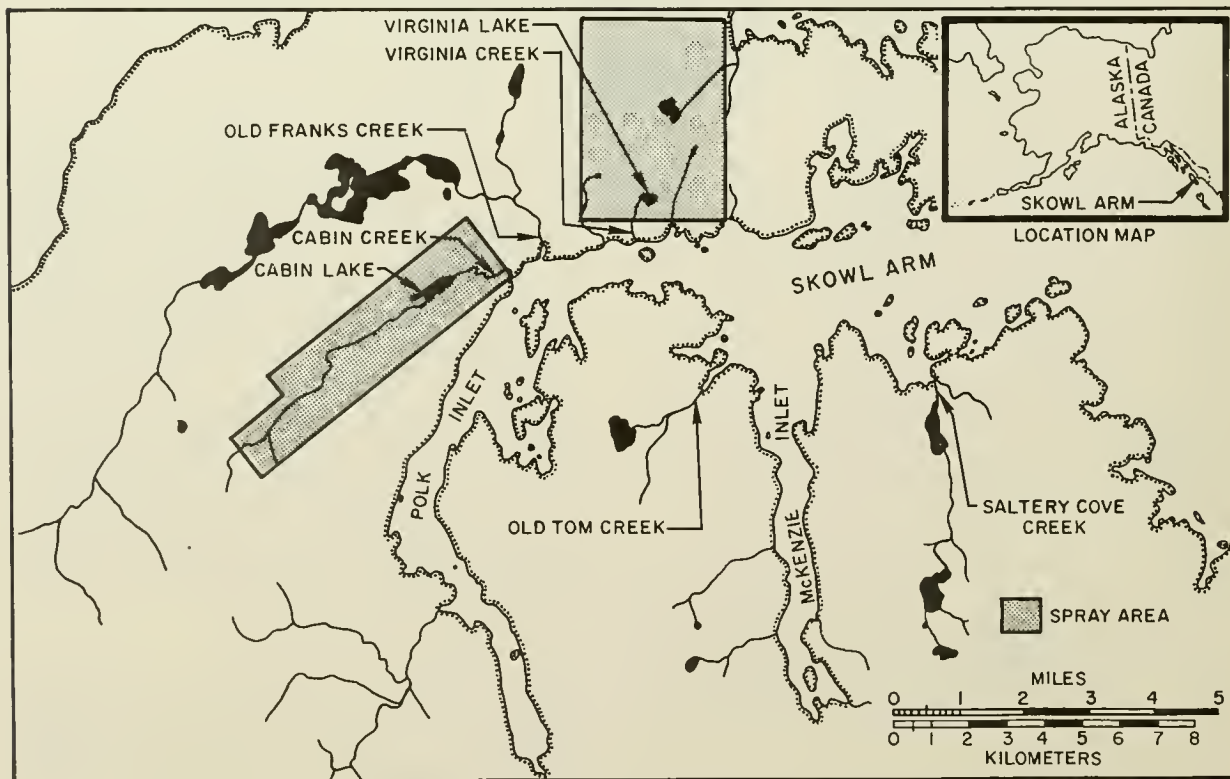 VIRGINIA LAKE
VIRGINIA CREEK
OLD FRANKS CREEK
CABIN CREEK
CABIN LAKE
ALASKA
CANADA
SKOWL ARM
LOCATION MAP
SKOWL ARM
POLK INLET
OLD TOM CREEK
McKENZIE INLET
SALTERY COVE
CREEK
SPRAY AREA
MILES
0 1 2 3 4 5
0 1 2 3 4 5 6 7 8
KILOMETERS